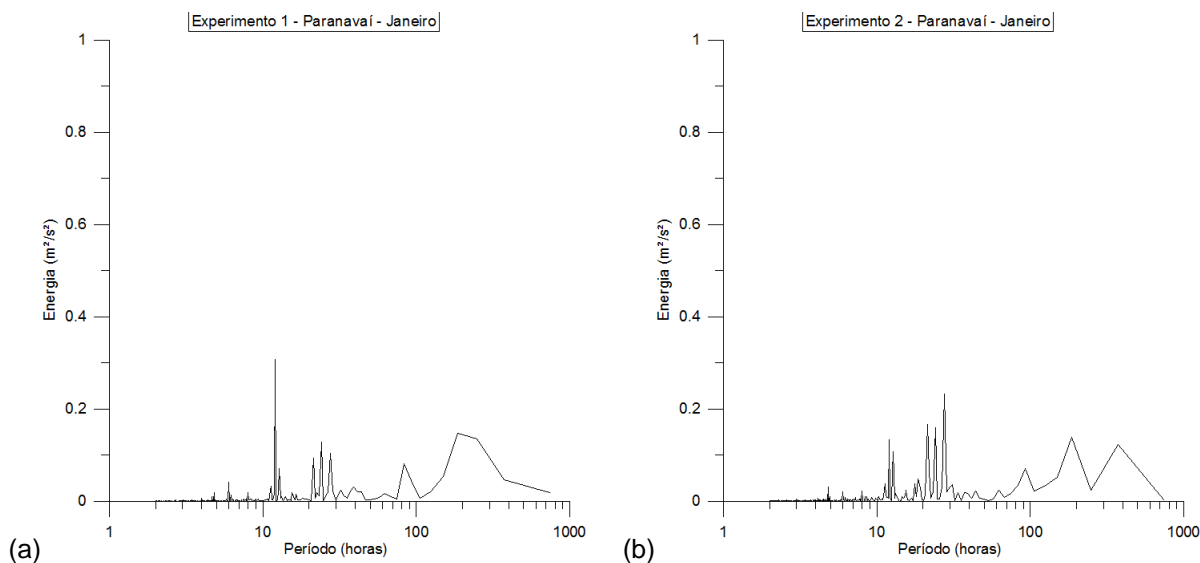 Experimento 1 - Paranavaí - Janeiro
1
0.8
0.6
0.4
0.2
0
Energia (m²/s²)
1
10
100
1000
Período (horas)
(a)
Experimento 2 - Paranavaí - Janeiro
1
0.8
0.6
0.4
0.2
0
Energia (m²/s²)
1
10
100
1000
Período (horas)
(b)